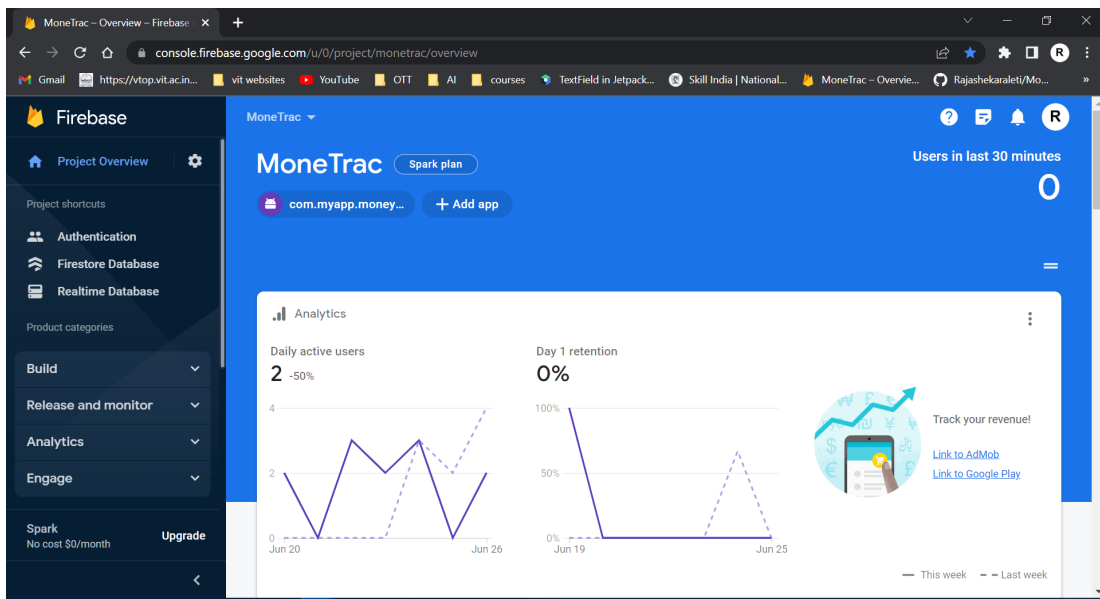 MoneTrac – Overview – Firebase
console.firebase.google.com/u/0/project/monetrac/overview
R
Gmail
https://vtop.vit.ac.in...
vit websites
YouTube
OTT
AI
courses
TextField in Jetpack...
Skill India | National...
MoneTrac – Overvie...
Rajashekaraleti/Mo...
»
Firebase
MoneTrac
R
Project Overview
MoneTrac
Spark plan
Users in last 30 minutes
0
com.myapp.money...
+ Add app
Project shortcuts
Authentication
Firestore Database
Realtime Database
Product categories
Build
Release and monitor
Analytics
Engage
Spark
No cost $0/month
Upgrade
Analytics
Daily active users
2 -50%
4
2
0
Jun 20
Jun 26
Day 1 retention
0%
100%
50%
0%
Jun 19
Jun 25
Track your revenue!
Link to AdMob
Link to Google Play
This week
Last week